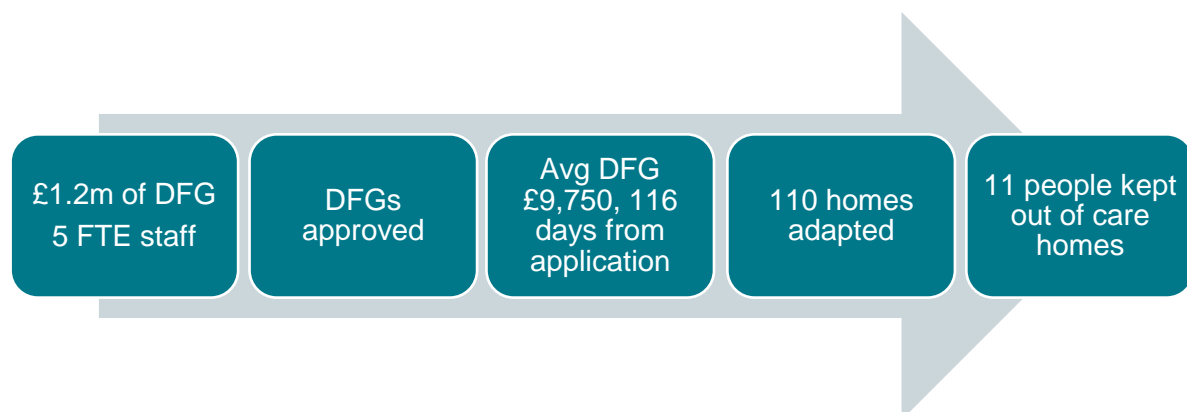 £1.2m of DFG
5 FTE staff
DFGs
approved
Avg DFG
£9,750, 116
days from
application
110 homes
adapted
11 people kept
out of care
homes